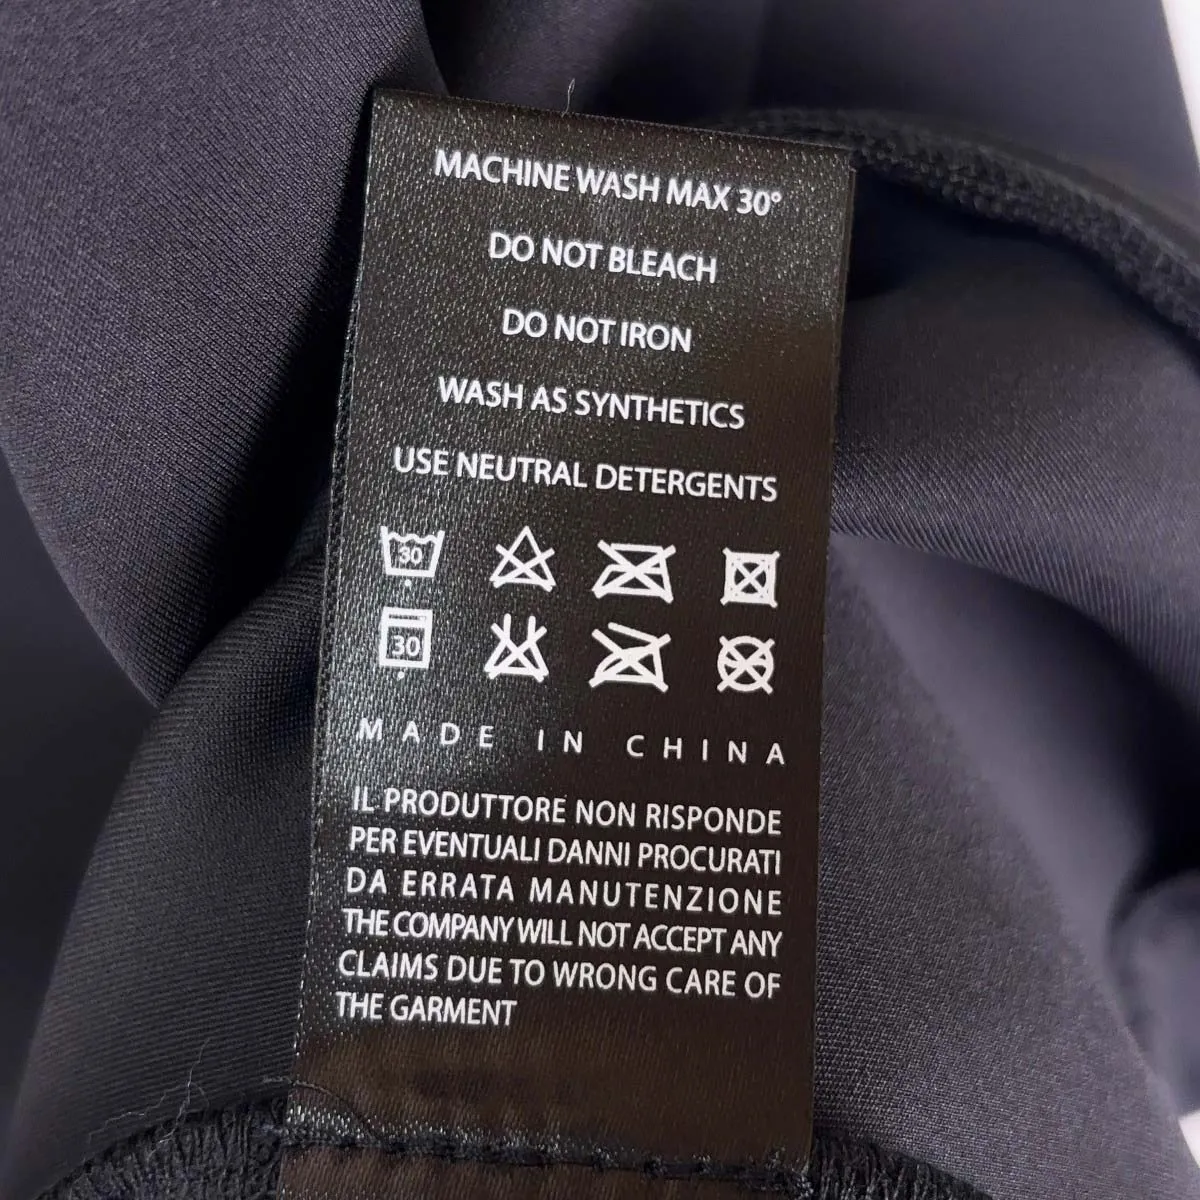 MACHINE WASH MAX 30°
DO NOT BLEACH
DO NOT IRON
WASH AS SYNTHETICS
USE NEUTRAL DETERGENTS
30
30
MADE IN CHINA
IL PRODUTTORE NON RISPONDE
PER EVENTUALI DANNI PROCURATI
DA ERRATA MANUTENZIONE
THE COMPANY WILL NOT ACCEPT ANY
CLAIMS DUE TO WRONG CARE OF
THE GARMENT